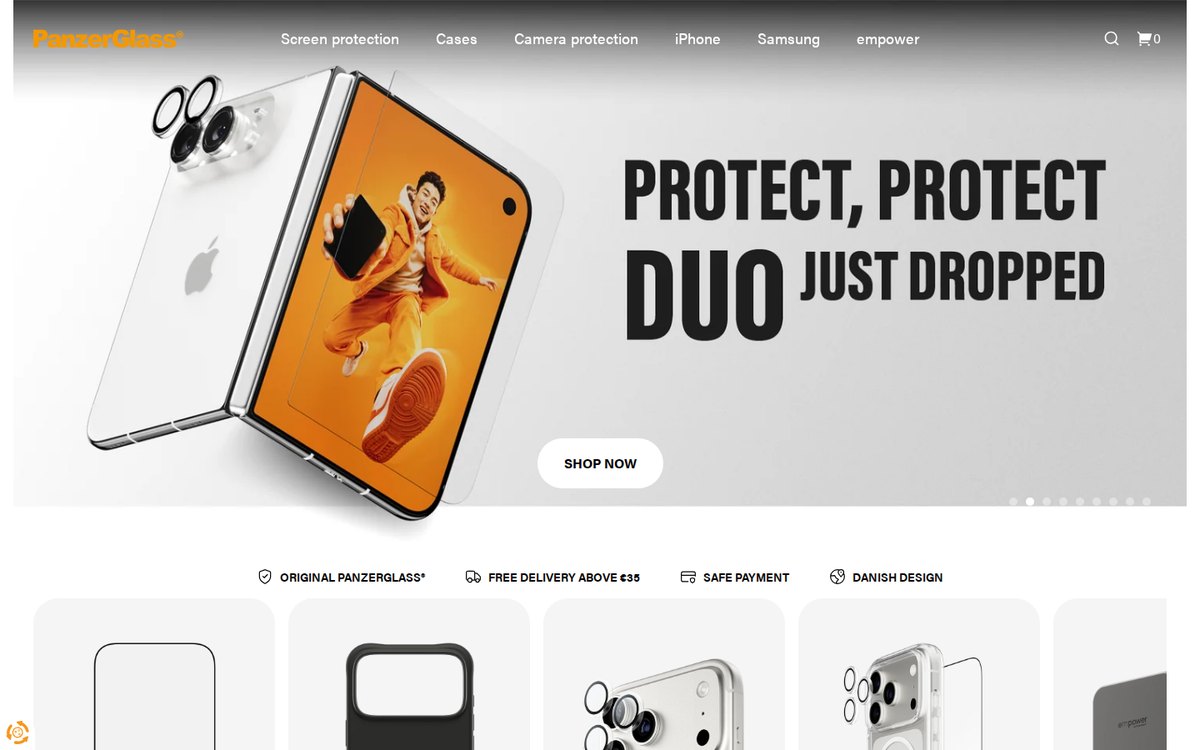 PanzerGlass®
Screen protection
Cases
Camera protection
iPhone
Samsung
empower
0
PROTECT, PROTECT
DUO JUST DROPPED
SHOP NOW
ORIGINAL PANZERGLASS®
FREE DELIVERY ABOVE €35
SAFE PAYMENT
DANISH DESIGN
empower